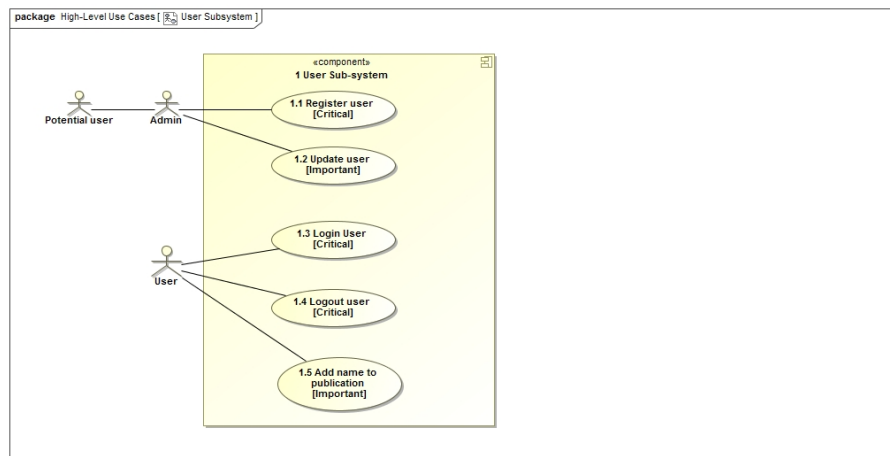 package High-Level Use Cases [ User Subsystem ]
«component»
1 User Sub-system
1.1 Register user
[Critical]
Potential user
Admin
1.2 Update user
[Important]
1.3 Login User
[Critical]
User
1.4 Logout user
[Critical]
1.5 Add name to
publication
[Important]